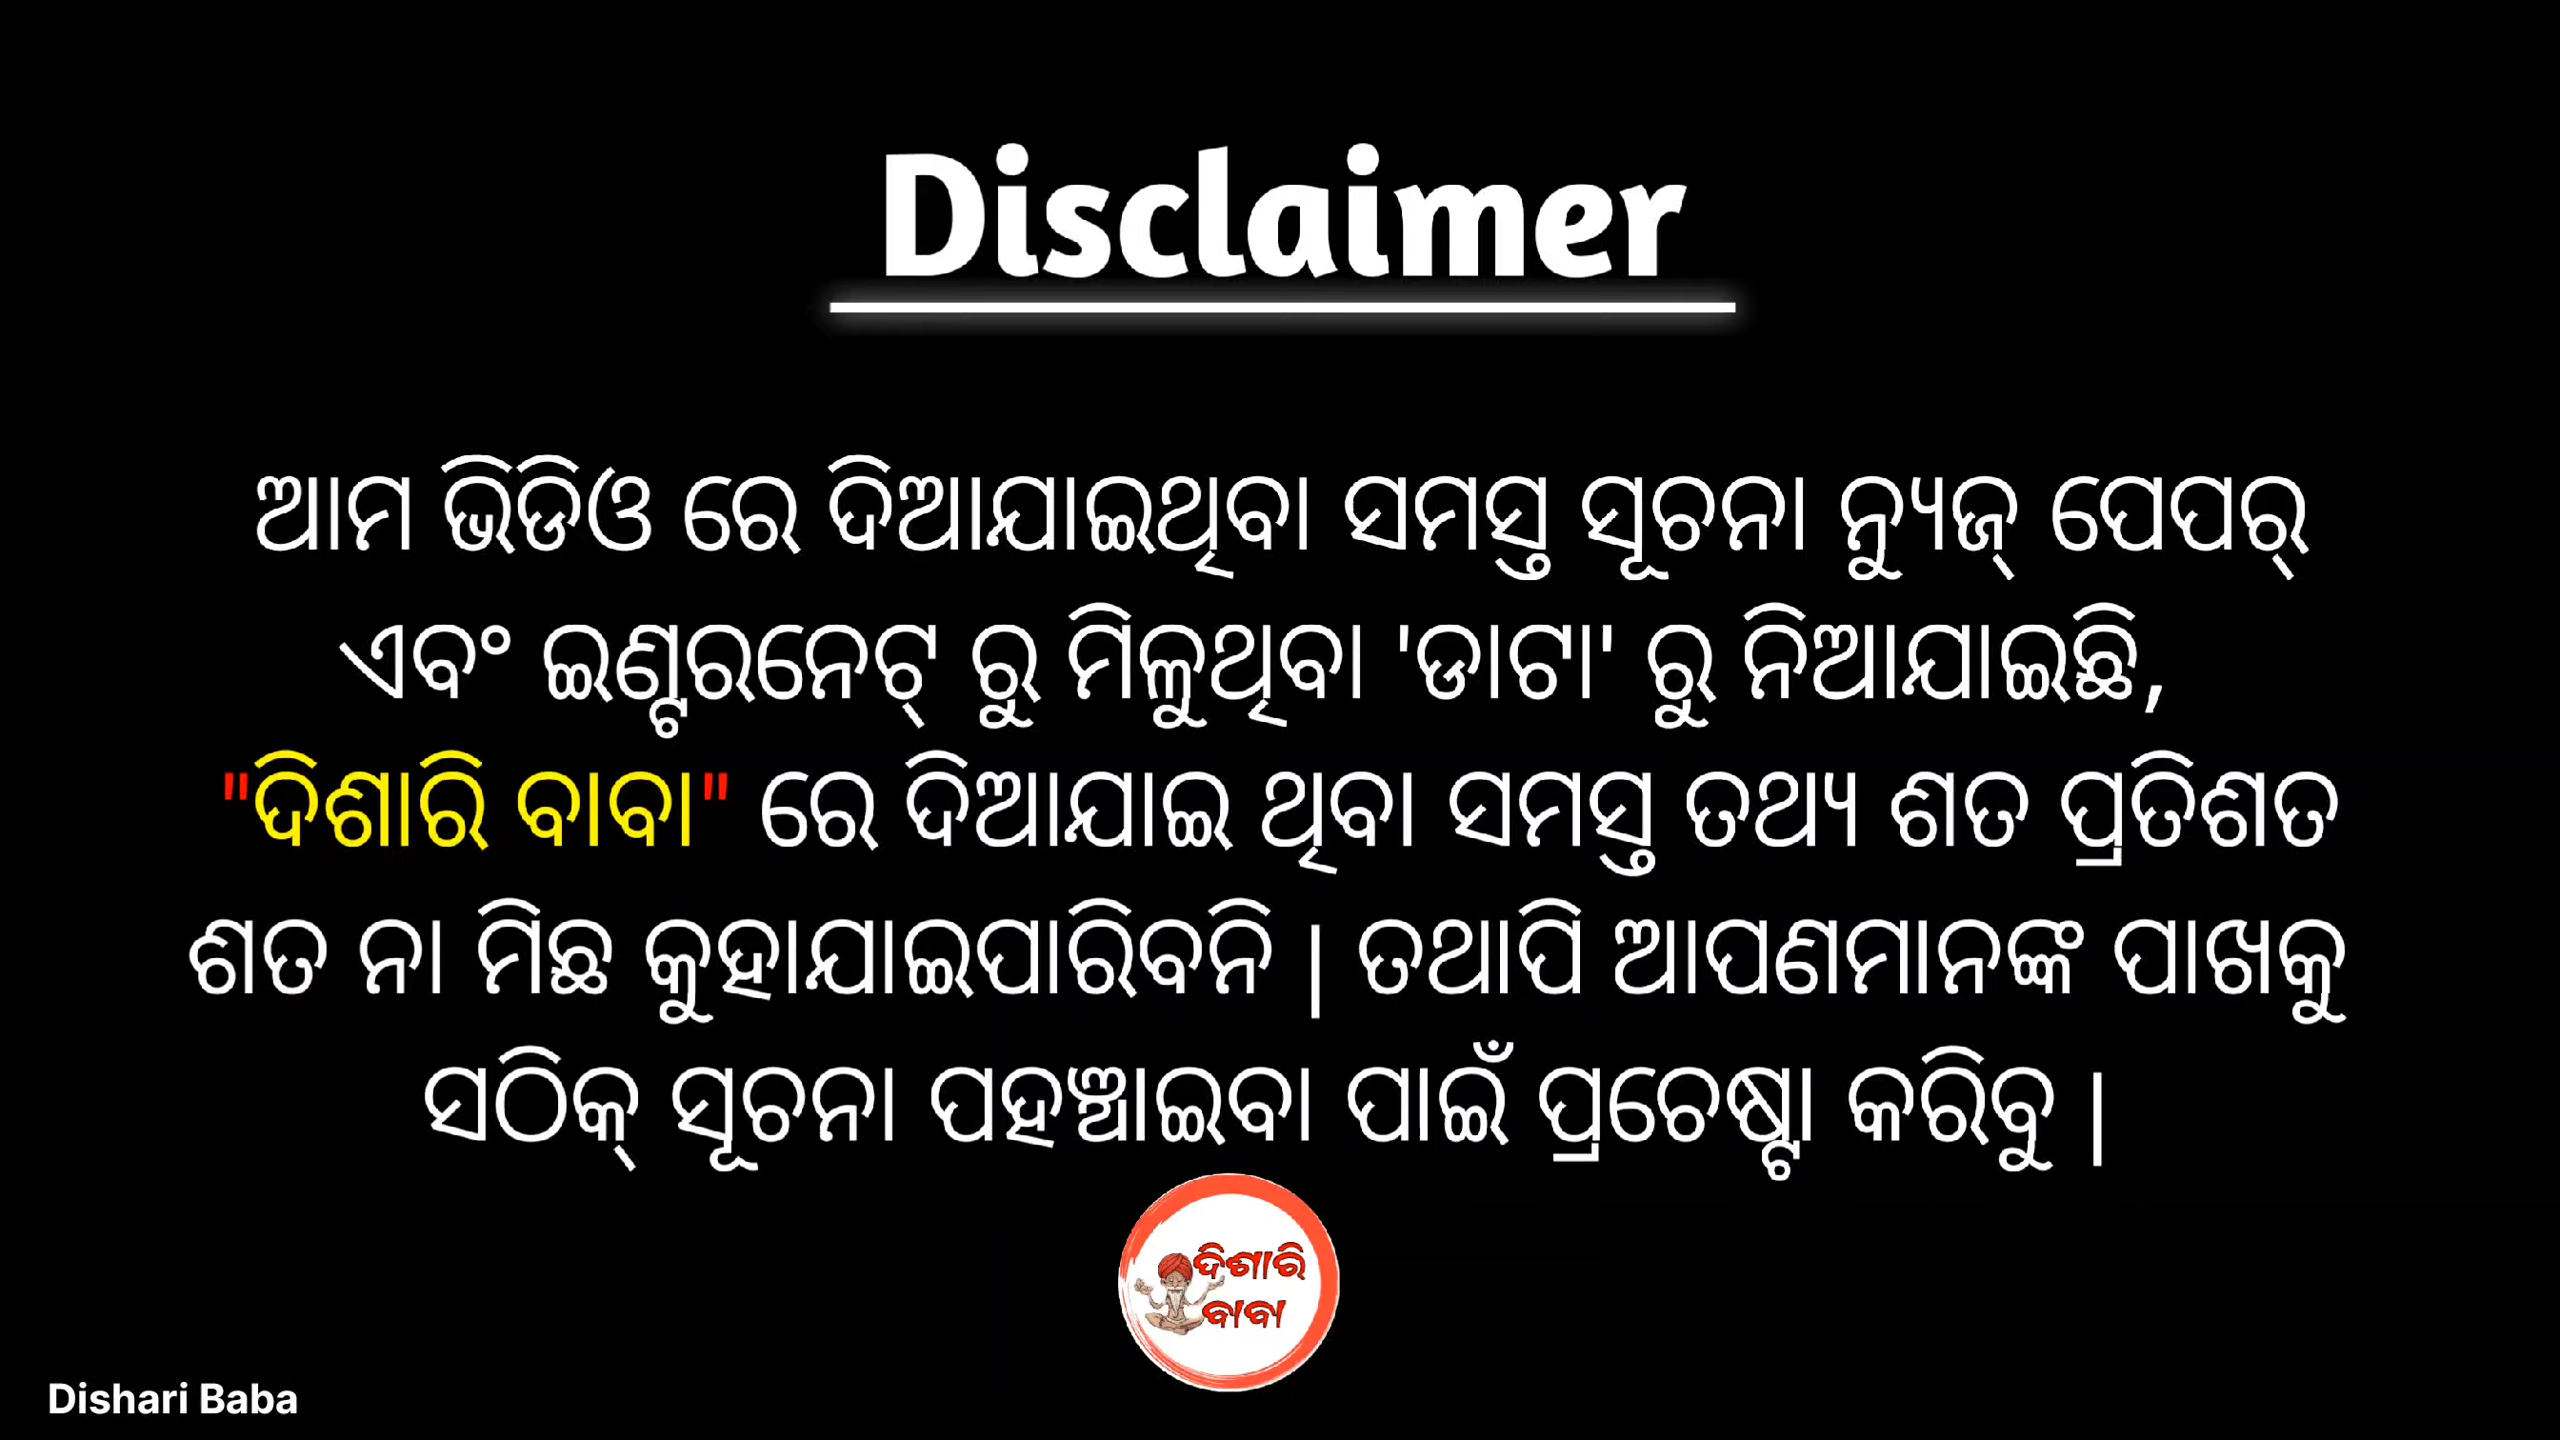 Disclaimer
ଆମ ଭିଡିଓ ରେ ଦିଆଯାଇଥିବା ସମସ୍ତ ସୂଚନା ନ୍ୟୁଜ୍ ପେପର୍
ଏବଂ ଇଣ୍ଟରନେଟ୍ ରୁ ମିଳୁଥିବା 'ଡାଟା' ରୁ ନିଆଯାଇଛି,
"ଦିଶାରି ବାବା" ରେ ଦିଆଯାଇ ଥିବା ସମସ୍ତ ତଥ୍ୟ ଶତ ପ୍ରତିଶତ
ଶତ ନା ମିଛ କୁହାଯାଇପାରିବନି | ତଥାପି ଆପଣମାନଙ୍କ ପାଖକୁ
ସଠିକ୍ ସୂଚନା ପହଞ୍ଚାଇବା ପାଇଁ ପ୍ରଚେଷ୍ଟା କରିବୁ |
ଦିଶାରି
ବାବା
Dishari Baba